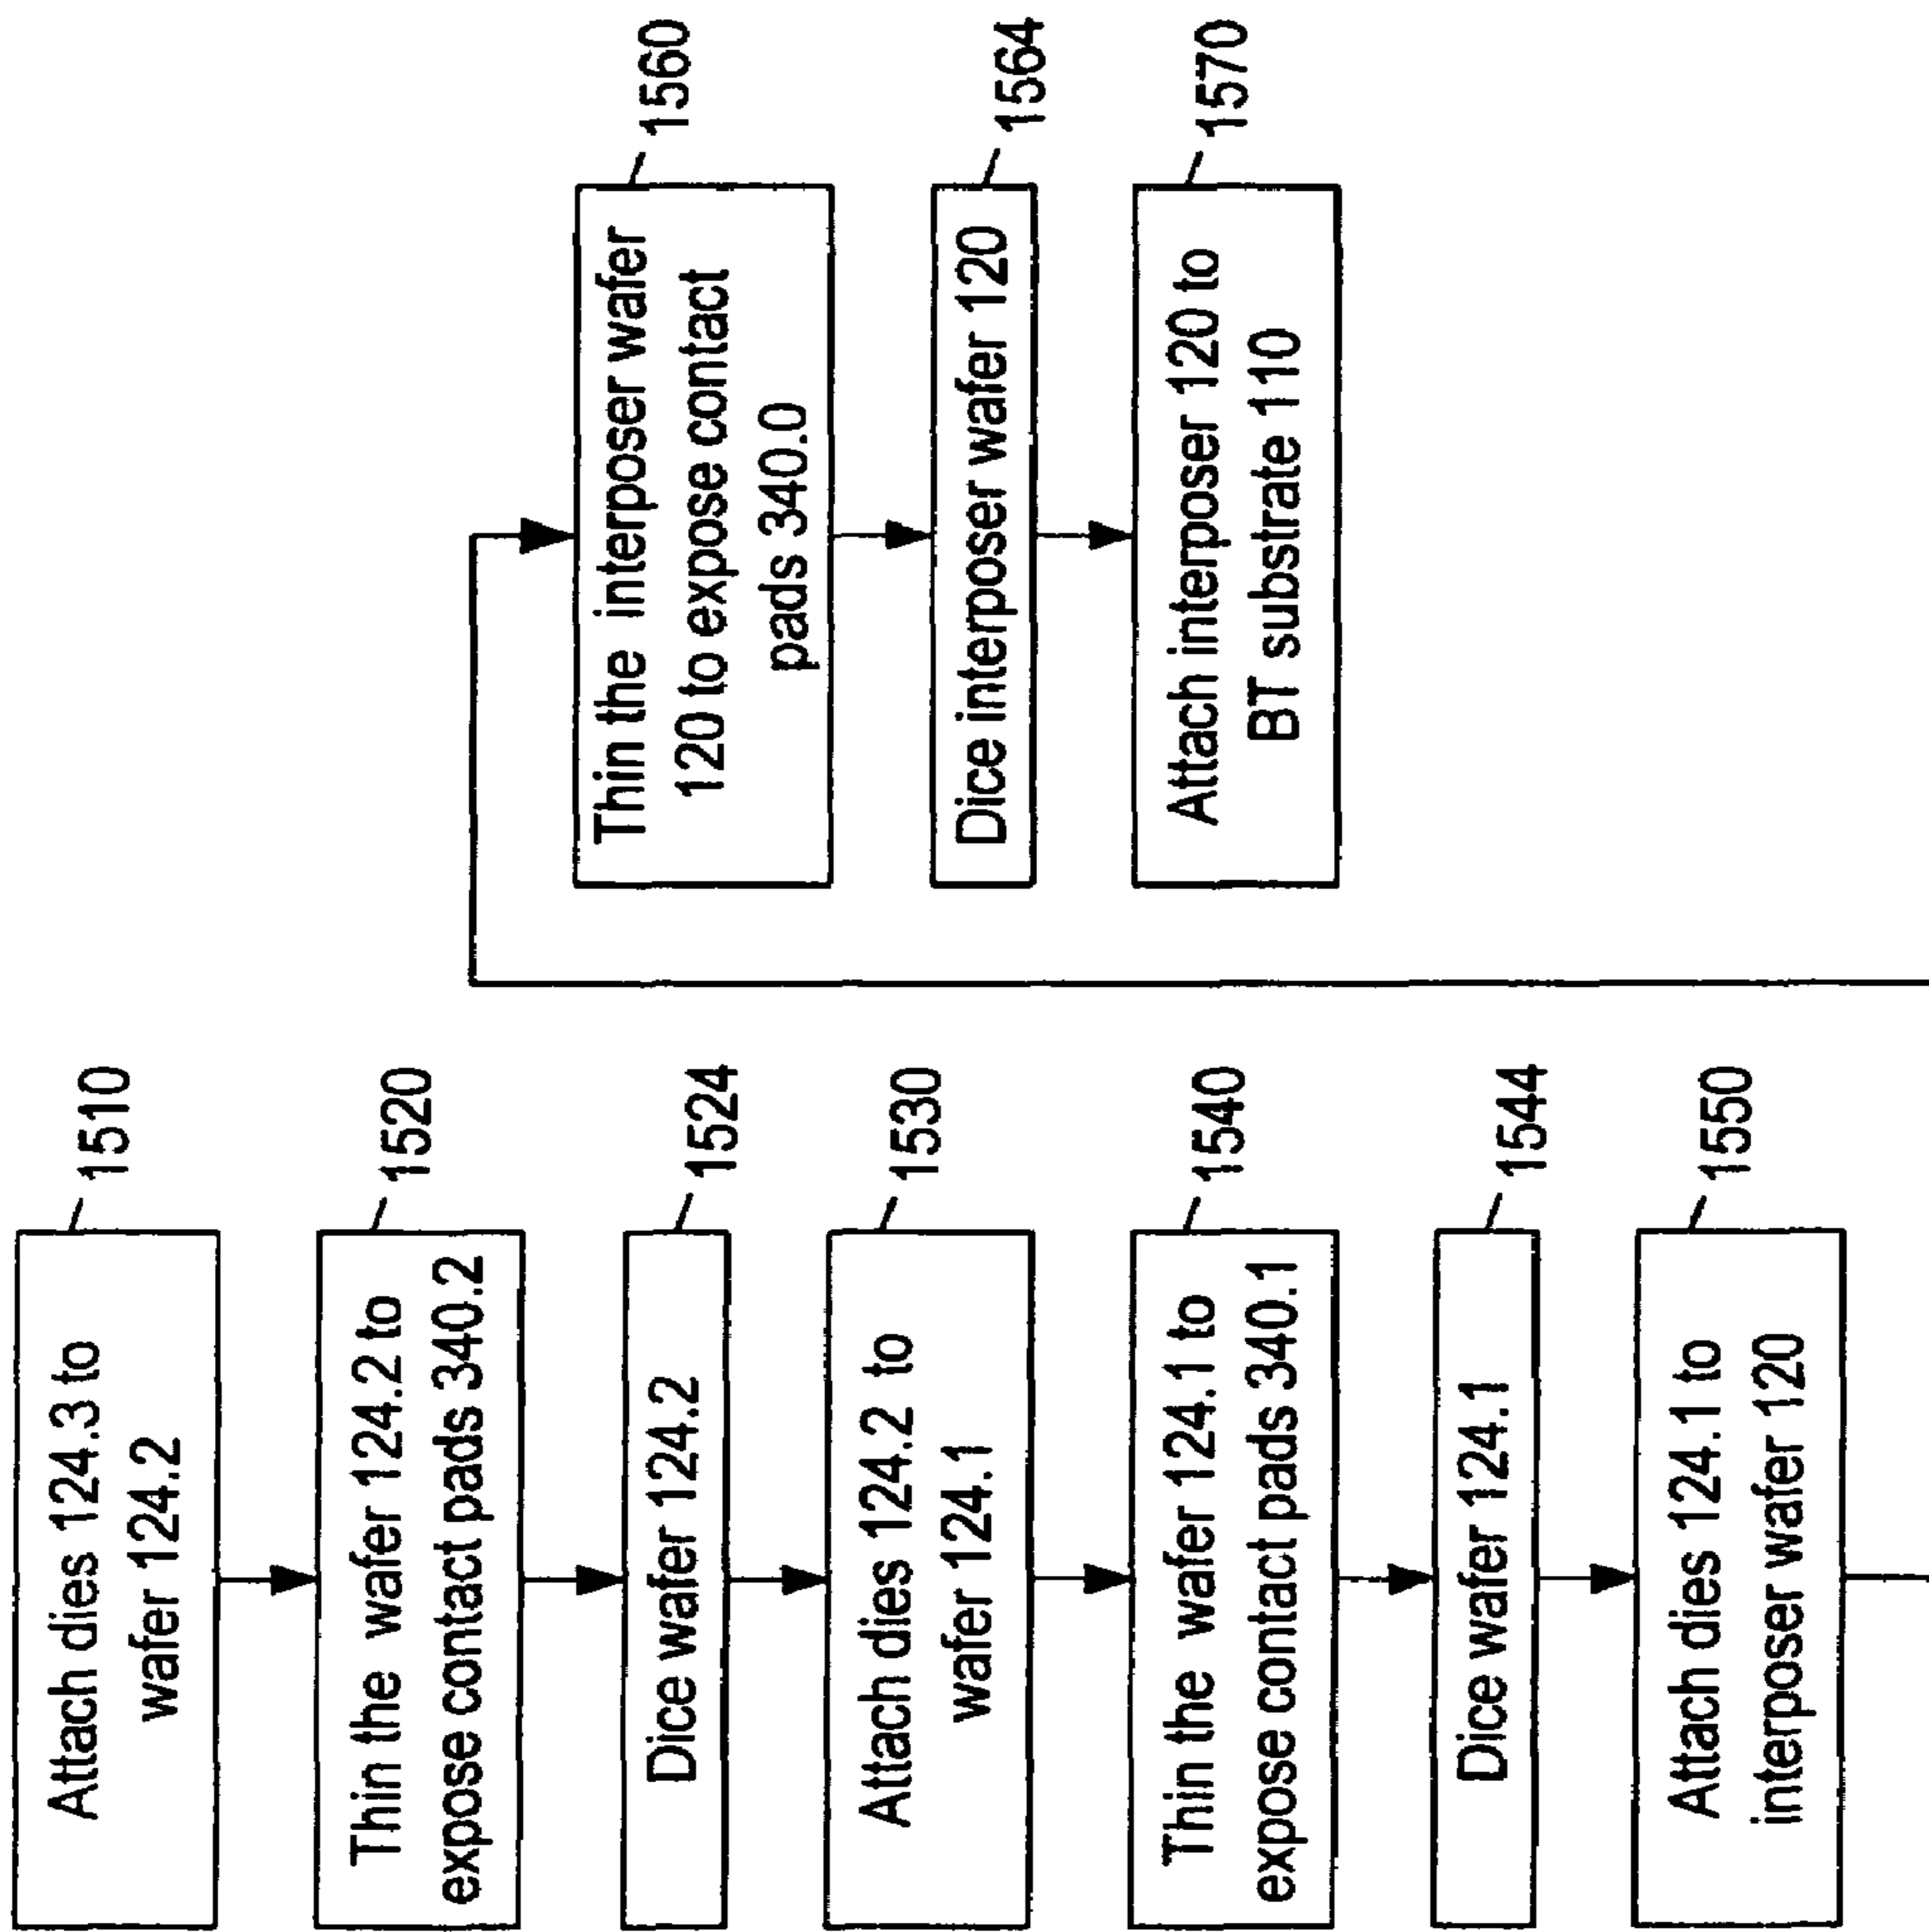 Attach dies 124.3 to
wafer 124.2
1510
Thin the wafer 124.2 to
expose contact pads 340.2
1520
Dice wafer 124.2
1524
Attach dies 124.2 to
wafer 124.1
1530
Thin the wafer 124.1 to
expose contact pads 340.1
1540
Dice wafer 124.1
1544
Attach dies 124.1 to
interposer wafer 120
1550
Thin the interposer wafer
120 to expose contact
pads 340.0
1560
Dice interposer wafer 120
1564
Attach interposer 120 to
BT substrate 110
1570